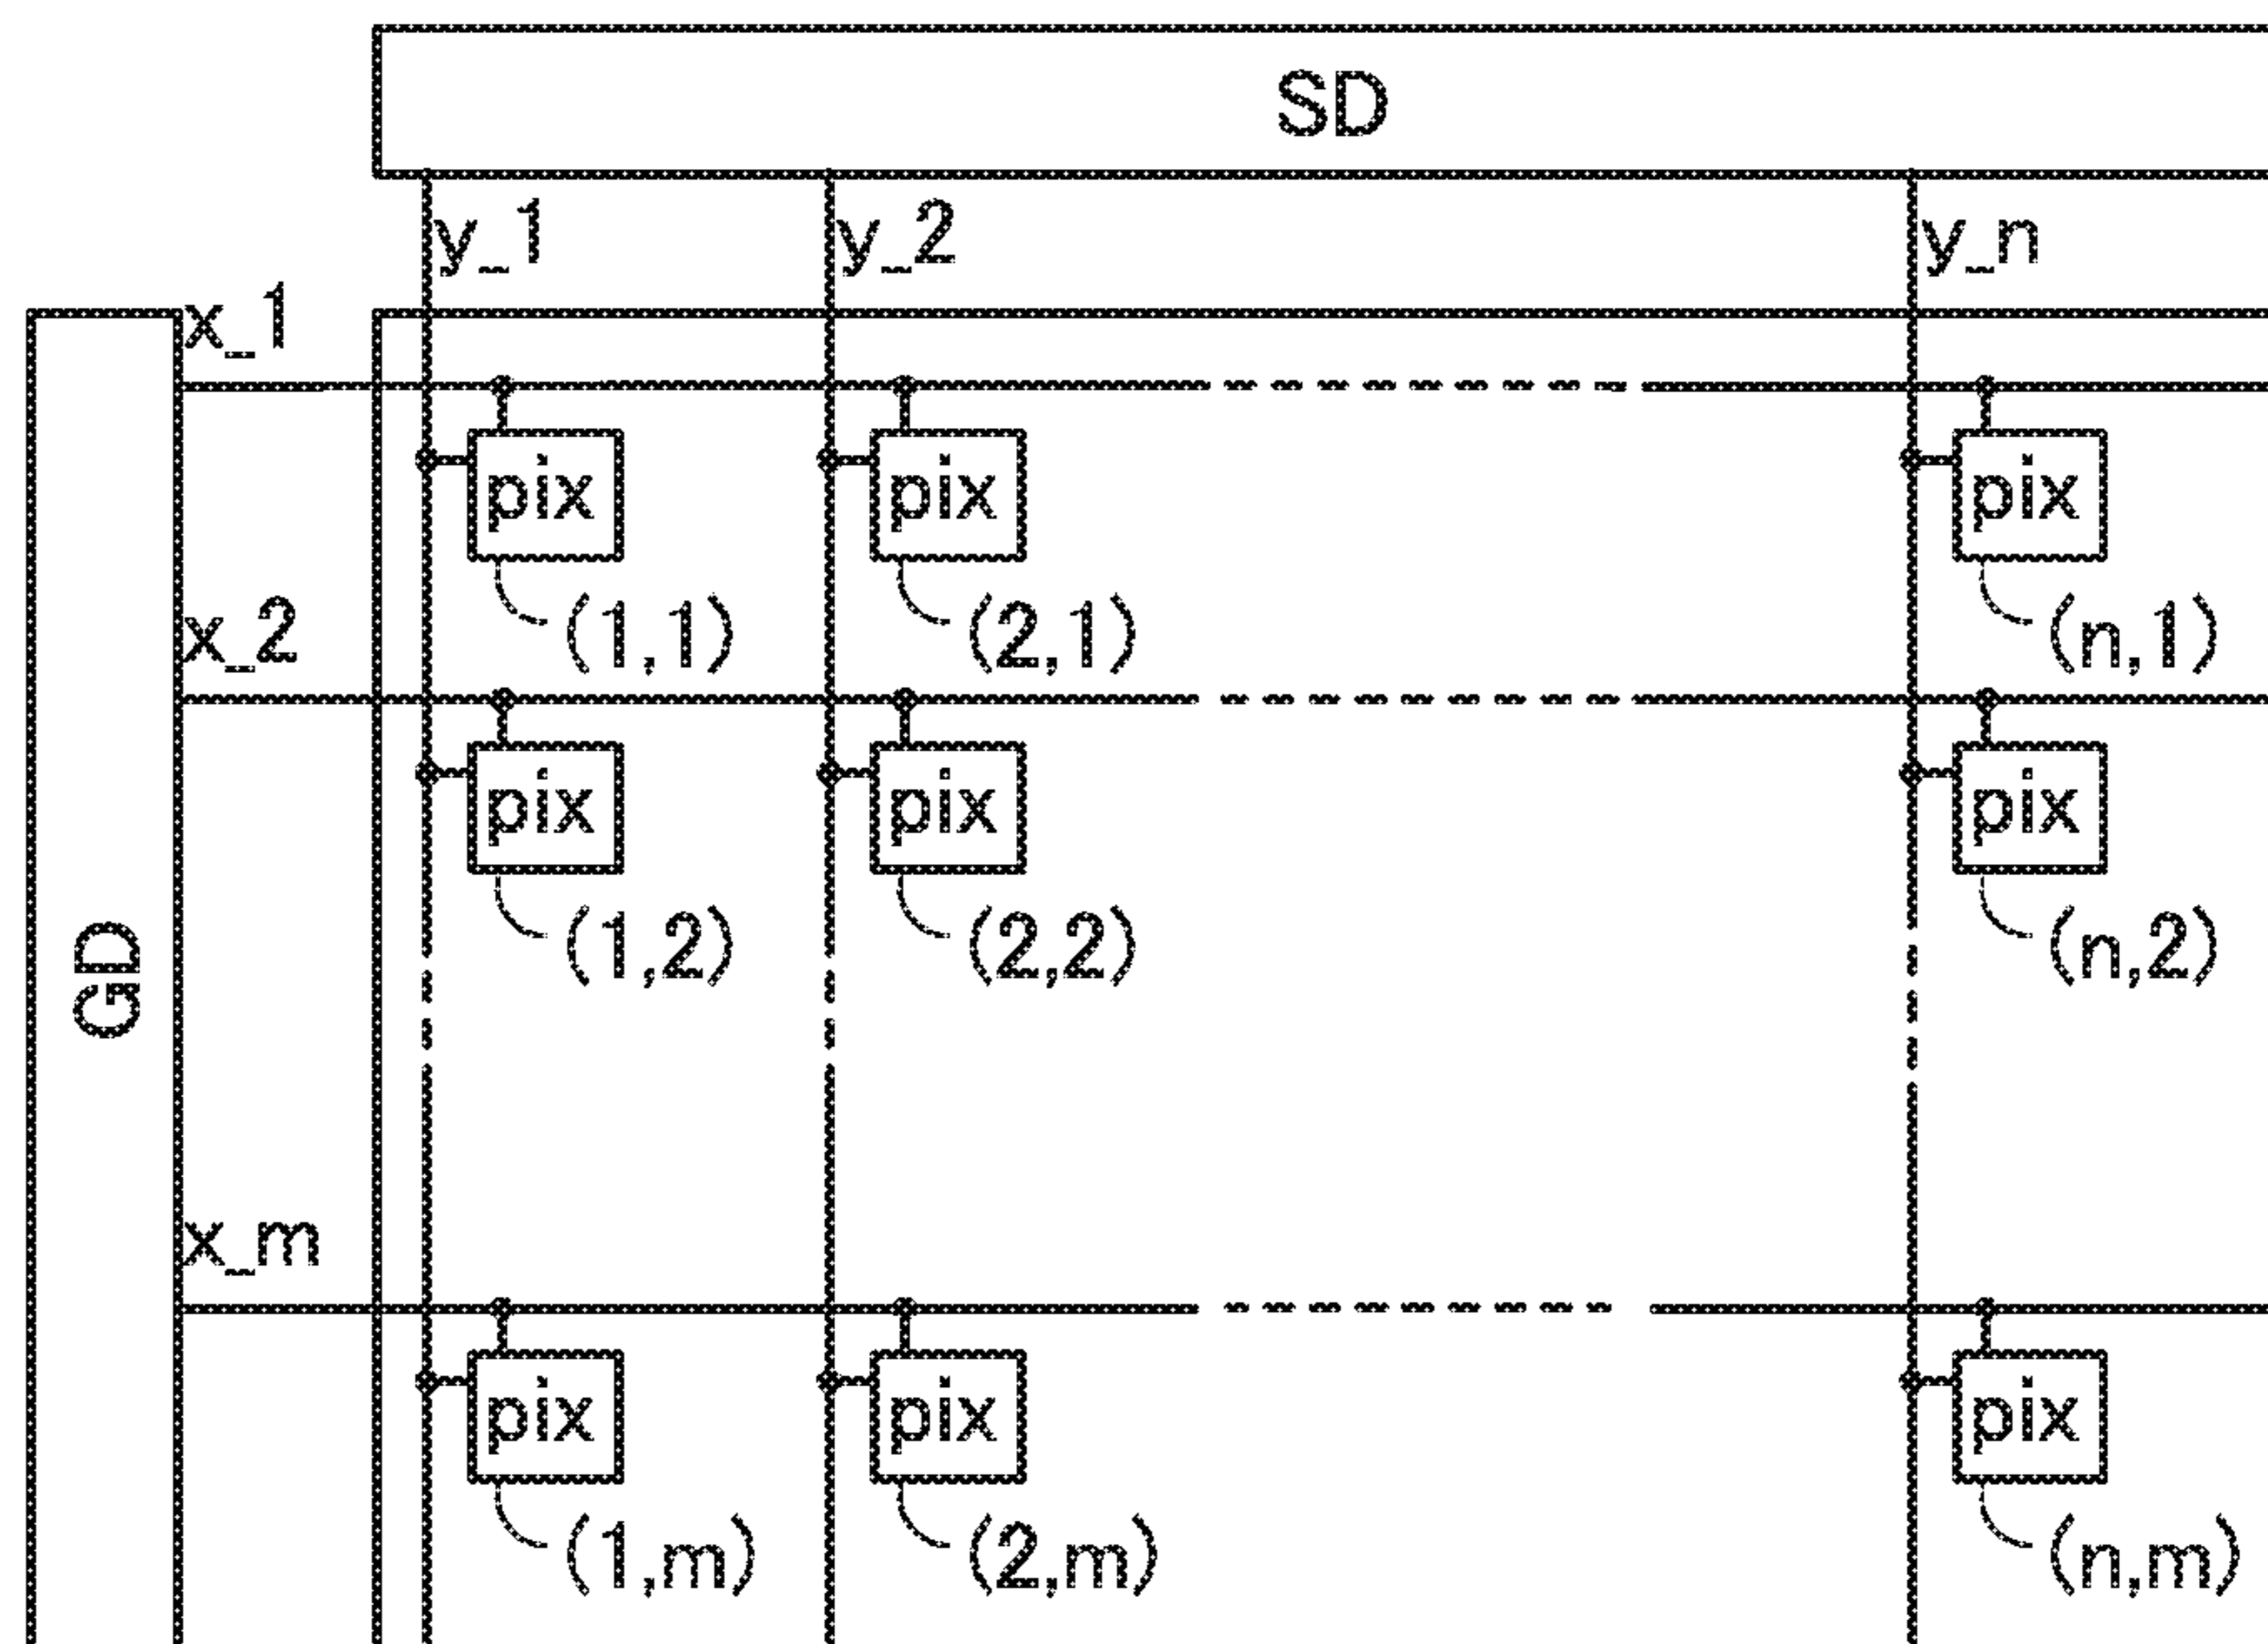 SD
y_1 y_2 y_n
x_1
pix pix pix
(1,1) (2,1) (n,1)
x_2
pix pix pix
(1,2) (2,2) (n,2)
GD
x_m
pix pix pix
(1,m) (2,m) (n,m)